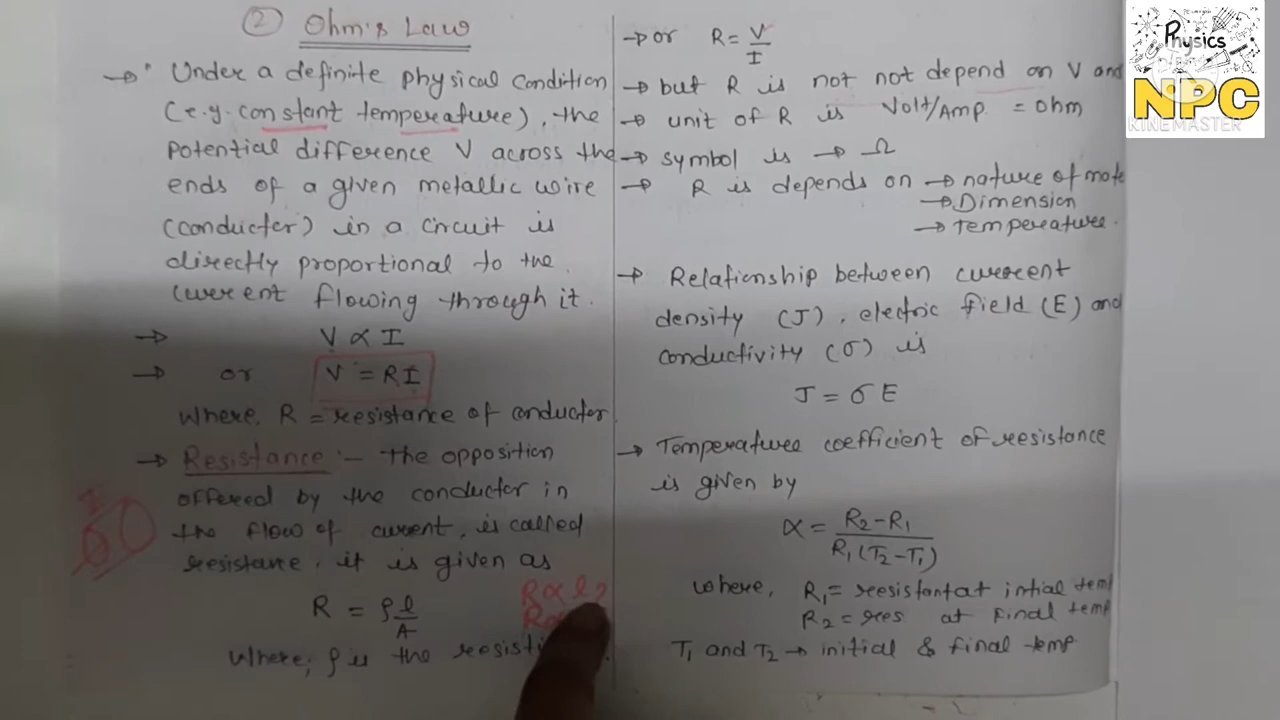 ② Ohm's Law
→ Under a definite physical condition
(e.g. constant temperature), the
potential difference V across the
ends of a given metallic wire
(conductor) in a circuit is
directly proportional to the
current flowing through it.
→ V ∝ I
→ or V = RI
Where, R = resistance of conductor
→ Resistance :- the opposition
offered by the conductor in
the flow of current, is called
resistance. it is given as
R = ρ l/A
R ∝ l
Where, ρ is the
→ or R = V/I
→ but R is not not depend on V and
→ unit of R is Volt/Amp = ohm
→ symbol is → Ω
→ R is depends on → nature of mate
→ Dimension
→ Temperature.
→ Relationship between current
density (J), electric field (E) and
conductivity (σ) is
J = σ E
→ Temperature coefficient of resistance
is given by
α = R₂-R₁/R₁(T₂-T₁)
where, R₁ = resistant at intial temp
R₂ = res at final temp
T₁ and T₂ → initial & final temp
Physics
NPC
KINEMASTER